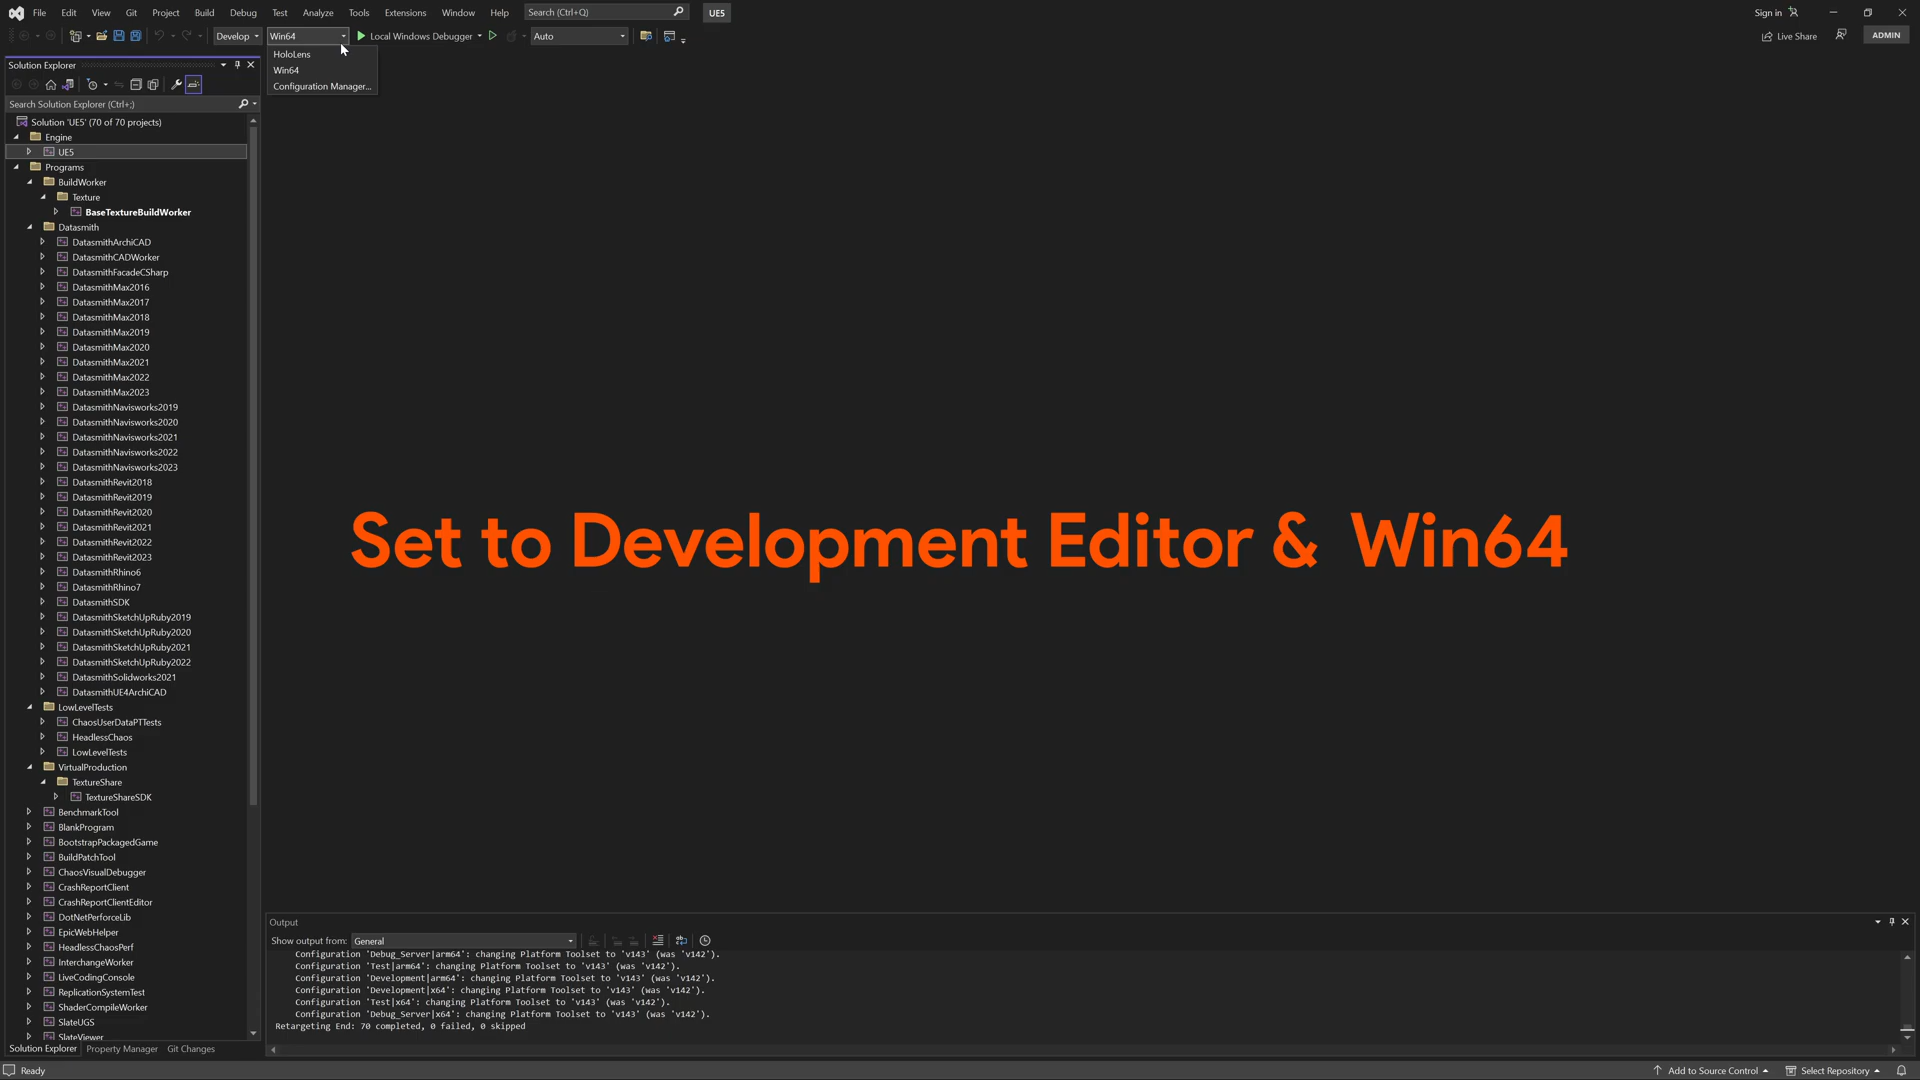 File Edit View Git Project Build Debug Test Analyze Tools Extensions Window Help Search (Ctrl+Q) UE5 Sign in
Develop Win64 Local Windows Debugger Auto Live Share ADMIN
HoloLens
Win64
Configuration Manager...
Solution Explorer
Search Solution Explorer (Ctrl+;)
Solution 'UE5' (70 of 70 projects)
Engine
UE5
Programs
BuildWorker
Texture
BaseTextureBuildWorker
Datasmith
DatasmithArchiCAD
DatasmithCADWorker
DatasmithFacadeCSharp
DatasmithMax2016
DatasmithMax2017
DatasmithMax2018
DatasmithMax2019
DatasmithMax2020
DatasmithMax2021
DatasmithMax2022
DatasmithMax2023
DatasmithNavisworks2019
DatasmithNavisworks2020
DatasmithNavisworks2021
DatasmithNavisworks2022
DatasmithNavisworks2023
DatasmithRevit2018
DatasmithRevit2019
DatasmithRevit2020
DatasmithRevit2021
DatasmithRevit2022
DatasmithRevit2023
DatasmithRhino6
DatasmithRhino7
DatasmithSDK
DatasmithSketchUpRuby2019
DatasmithSketchUpRuby2020
DatasmithSketchUpRuby2021
DatasmithSketchUpRuby2022
DatasmithSolidworks2021
DatasmithUE4ArchiCAD
LowLevelTests
ChaosUserDataPTTests
HeadlessChaos
LowLevelTests
VirtualProduction
TextureShare
TextureShareSDK
BenchmarkTool
BlankProgram
BootstrapPackagedGame
BuildPatchTool
ChaosVisualDebugger
CrashReportClient
CrashReportClientEditor
DotNetPerforceLib
EpicWebHelper
HeadlessChaosPerf
InterchangeWorker
LiveCodingConsole
ReplicationSystemTest
ShaderCompileWorker
SlateUGS
SlateViewer
Solution Explorer Property Manager Git Changes
Set to Development Editor & Win64
Output
Show output from: General
Configuration 'Debug_Server|arm64': changing Platform Toolset to 'v143' (was 'v142').
Configuration 'Test|arm64': changing Platform Toolset to 'v143' (was 'v142').
Configuration 'Development|arm64': changing Platform Toolset to 'v143' (was 'v142').
Configuration 'Development|x64': changing Platform Toolset to 'v143' (was 'v142').
Configuration 'Test|x64': changing Platform Toolset to 'v143' (was 'v142').
Configuration 'Debug_Server|x64': changing Platform Toolset to 'v143' (was 'v142').
Retargeting End: 70 completed, 0 failed, 0 skipped
Ready Add to Source Control Select Repository